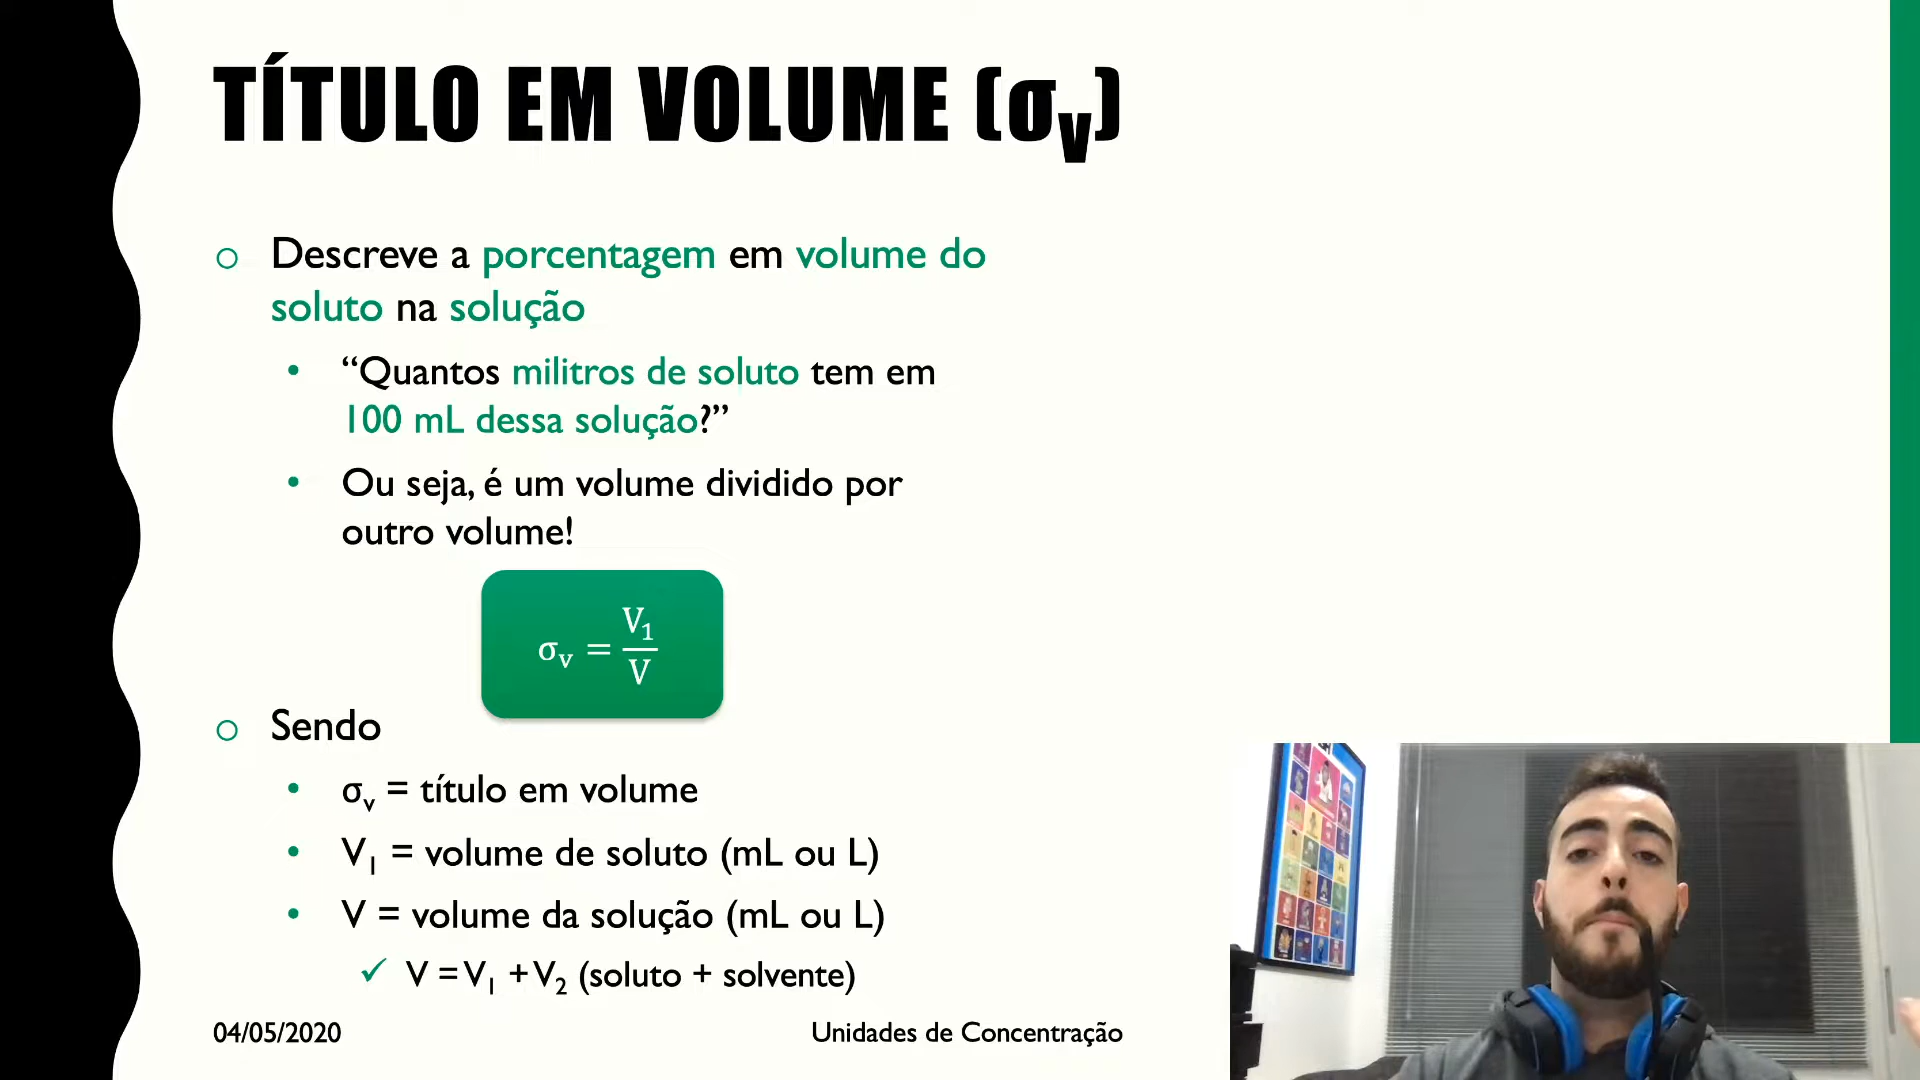 TÍTULO EM VOLUME (σv)
Descreve a porcentagem em volume do
soluto na solução
“Quantos militros de soluto tem em
100 mL dessa solução?”
Ou seja, é um volume dividido por
outro volume!
σv = V1/V
Sendo
σv = título em volume
V1 = volume de soluto (mL ou L)
V = volume da solução (mL ou L)
V = V1 + V2 (soluto + solvente)
04/05/2020
Unidades de Concentração